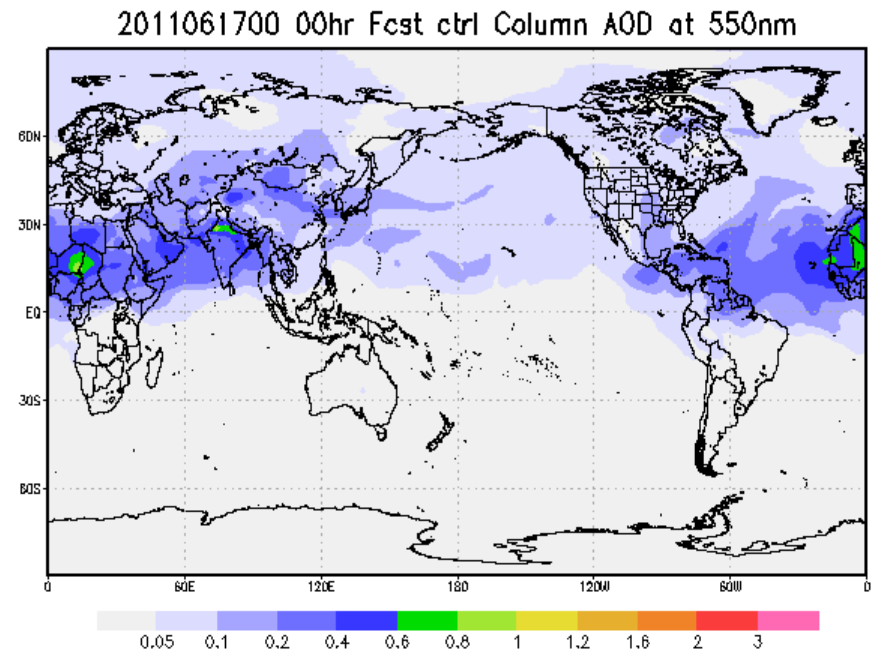 2011061700 00hr Fcst ctrl Column AOD at 550nm
60N
30N
EQ
30S
60S
0 60E 120E 180 120W 60W 0
0.05 0.1 0.2 0.4 0.6 0.8 1 1.2 1.6 2 3